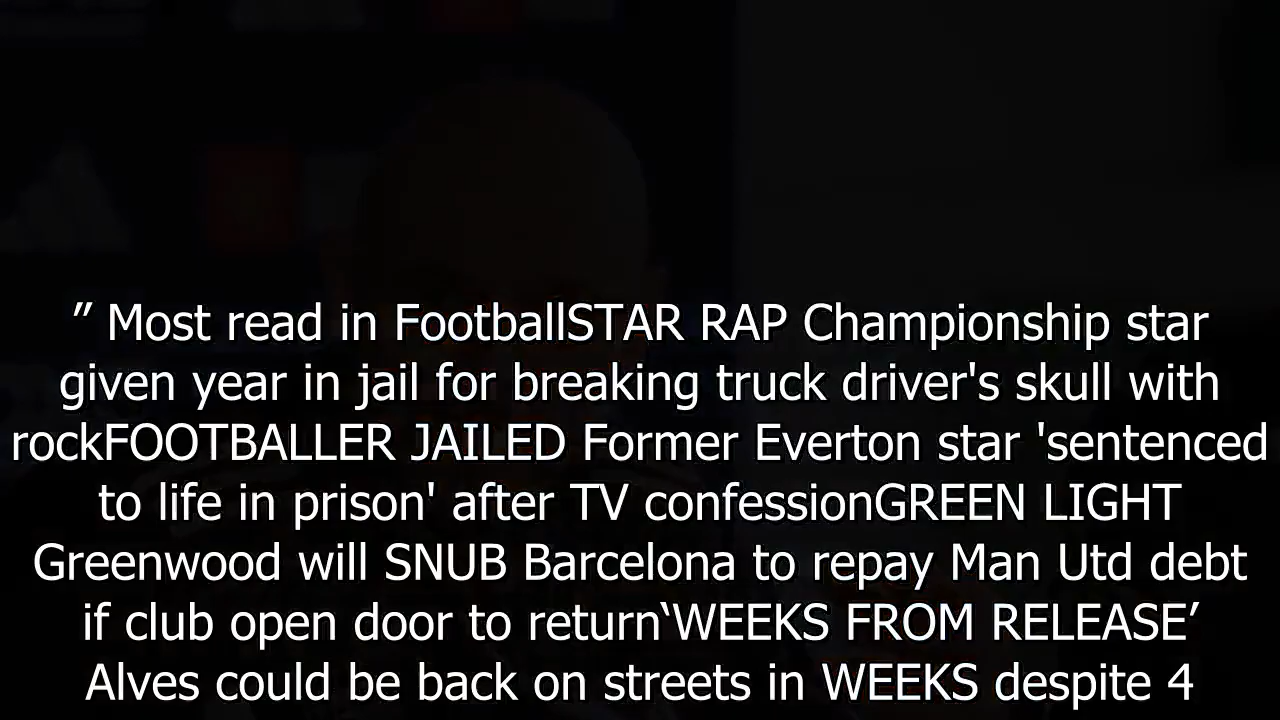 ” Most read in FootballSTAR RAP Championship star
given year in jail for breaking truck driver's skull with
rockFOOTBALLER JAILED Former Everton star 'sentenced
to life in prison' after TV confessionGREEN LIGHT
Greenwood will SNUB Barcelona to repay Man Utd debt
if club open door to return‘WEEKS FROM RELEASE’
Alves could be back on streets in WEEKS despite 4